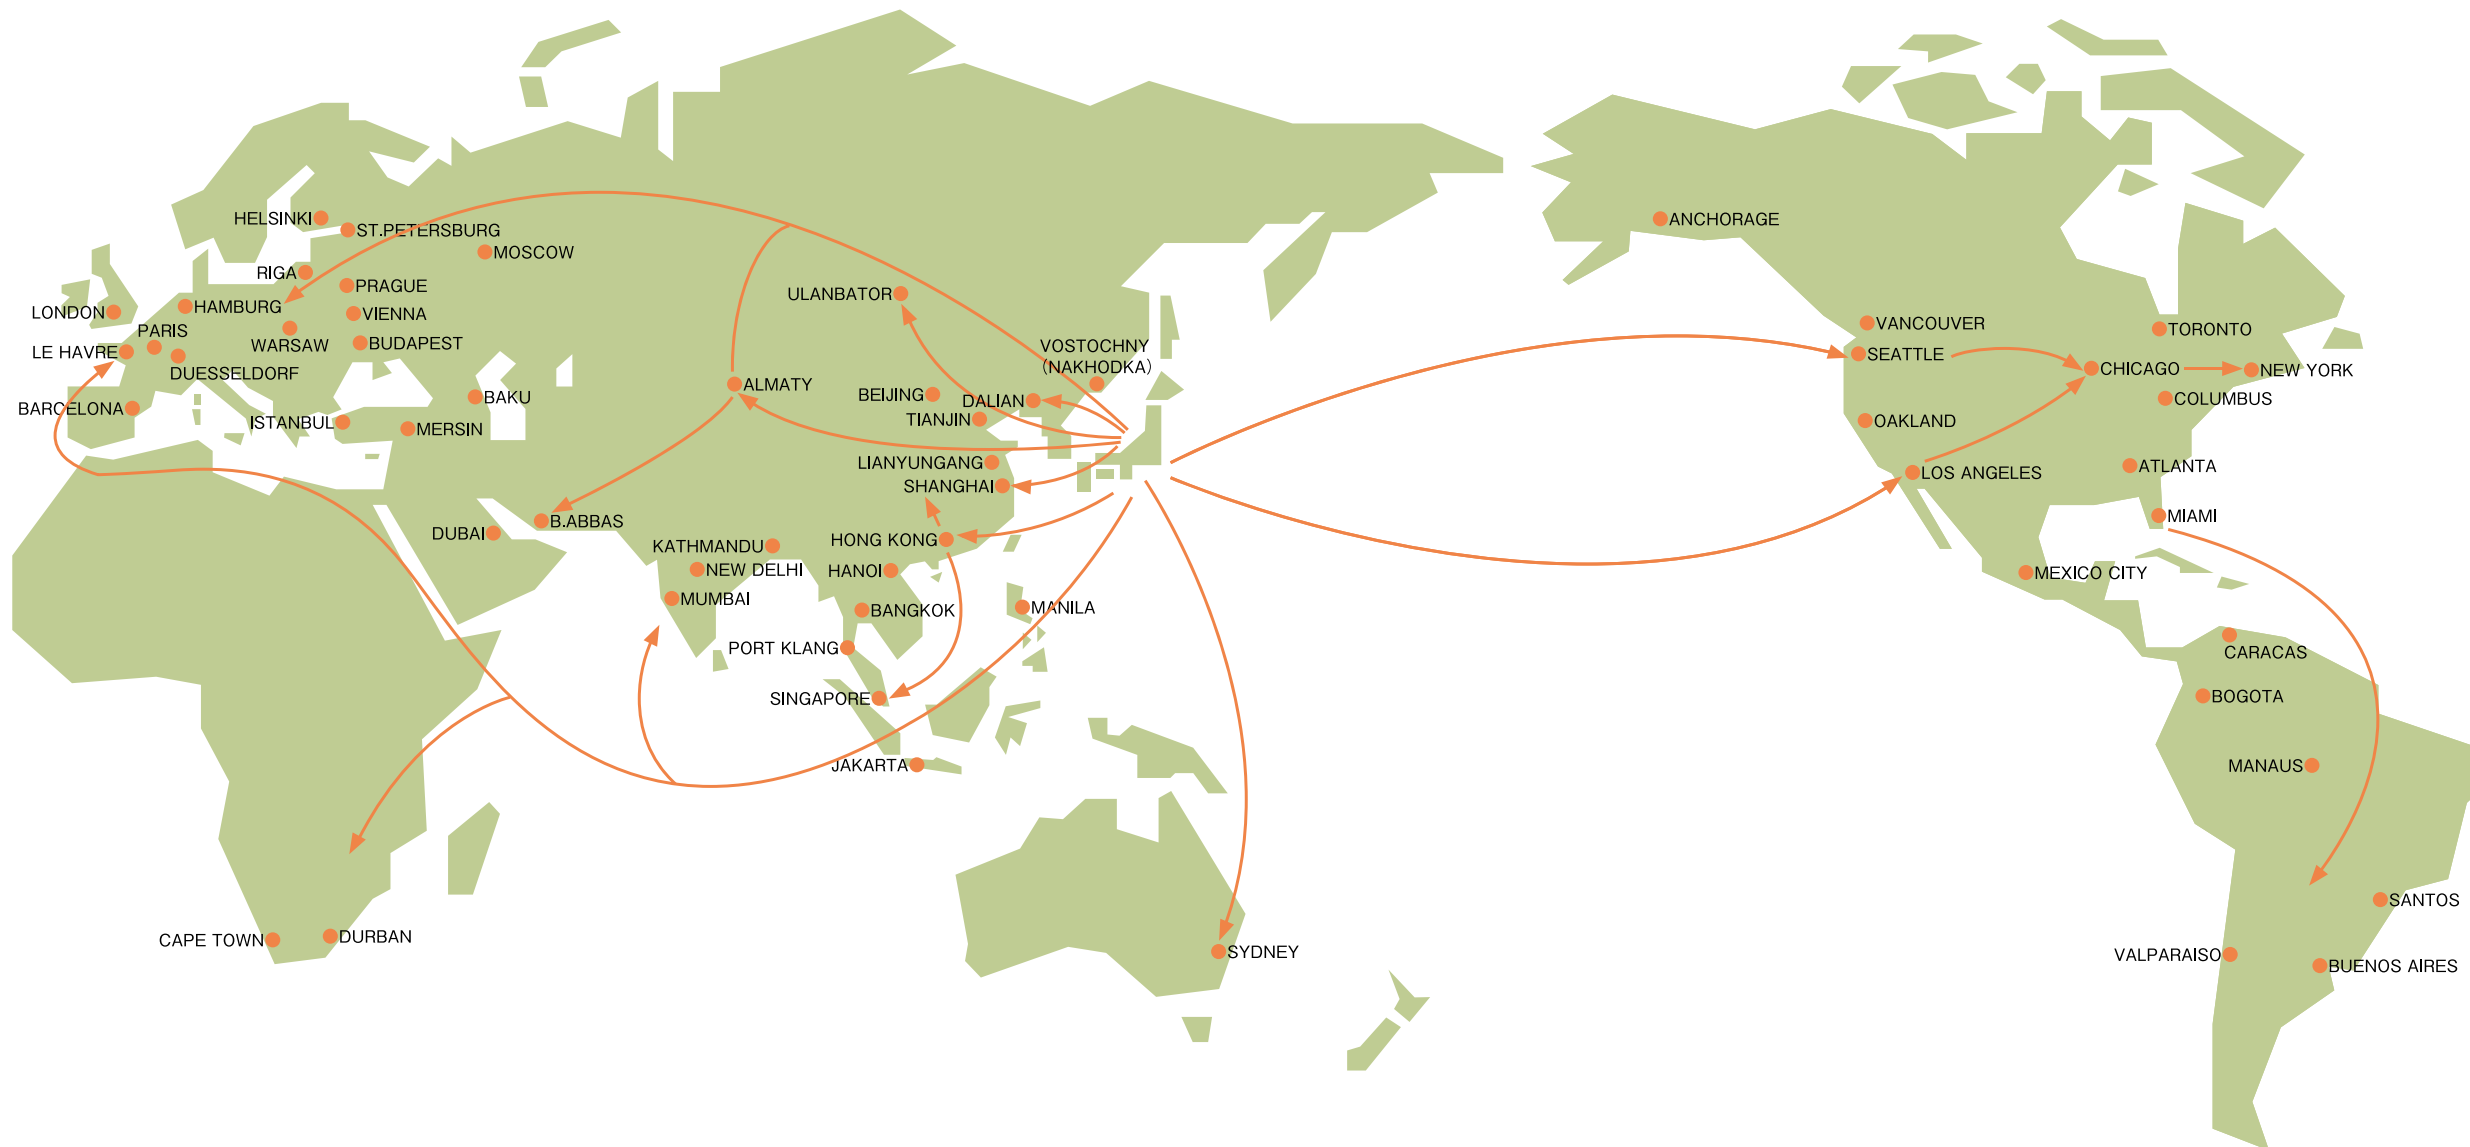 HELSINKI
ST.PETERSBURG
MOSCOW
RIGA
PRAGUE
LONDON
HAMBURG
VIENNA
PARIS
WARSAW
BUDAPEST
LE HAVRE
DUESSELDORF
BARCELONA
ISTANBUL
MERSIN
BAKU
ULANBATOR
VOSTOCHNY
(NAKHODKA)
ALMATY
BEIJING
DALIAN
TIANJIN
LIANYUNGANG
SHANGHAI
B.ABBAS
DUBAI
KATHMANDU
HONG KONG
NEW DELHI
HANOI
MUMBAI
BANGKOK
MANILA
PORT KLANG
SINGAPORE
JAKARTA
CAPE TOWN
DURBAN
SYDNEY
ANCHORAGE
VANCOUVER
TORONTO
SEATTLE
CHICAGO
NEW YORK
COLUMBUS
OAKLAND
LOS ANGELES
ATLANTA
MIAMI
MEXICO CITY
CARACAS
BOGOTA
MANAUS
SANTOS
VALPARAISO
BUENOS AIRES